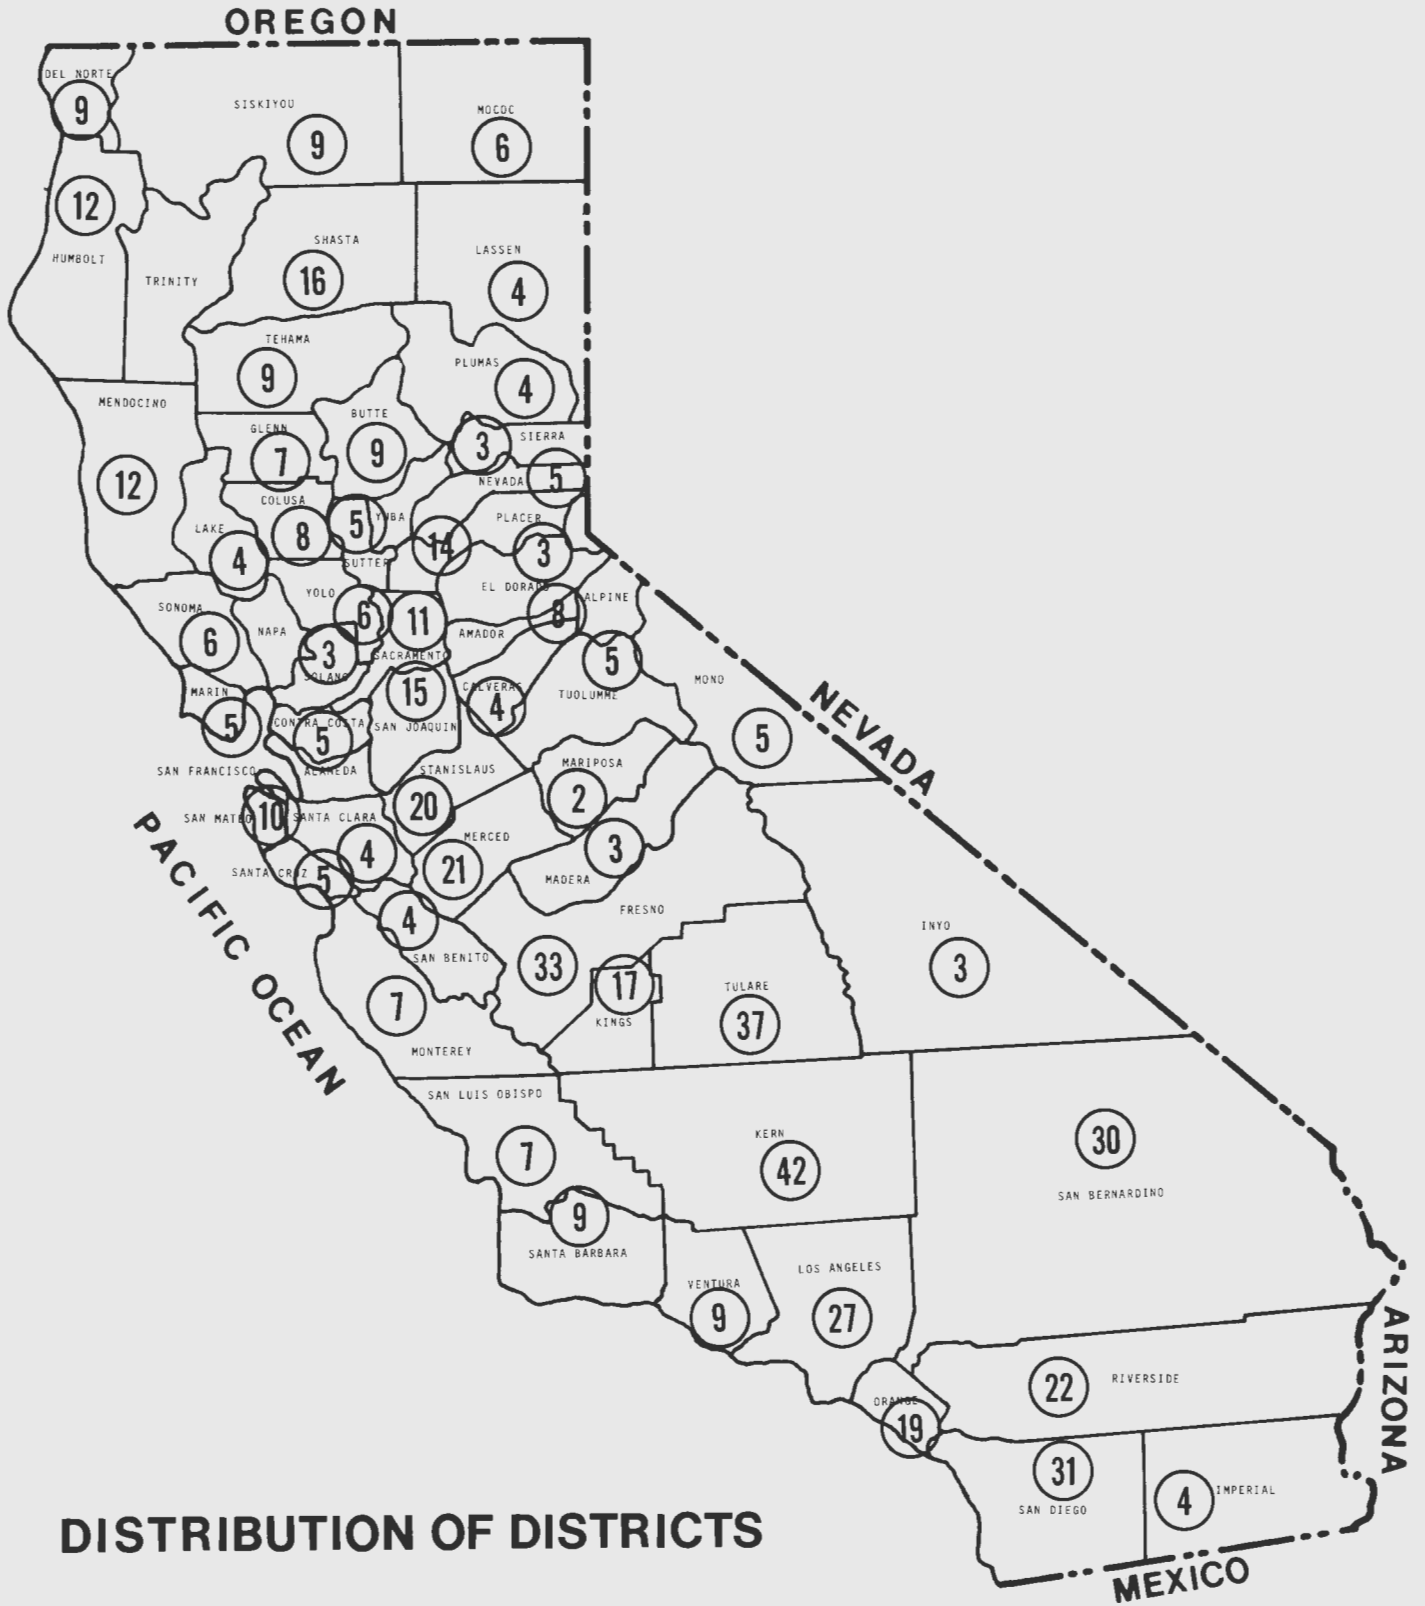 OREGON
DEL NORTE
9
SISKIYOU
9
MOCOC
6
12
HUMBOLT
TRINITY
SHASTA
16
LASSEN
4
TEHAMA
9
PLUMAS
4
MENDOCINO
12
GLENN
7
BUTTE
9
3
SIERRA
NEVADA
5
COLUSA
8
5
YUBA
PLACER
14
3
LAKE
4
SUTTER
EL DORADO
8
ALPINE
SONOMA
6
NAPA
YOLO
6
11
SACRAMENTO
AMADOR
3
SOLANO
5
MONO
5
MARIN
5
CONTRA COSTA
5
15
SAN JOAQUIN
CALVERAS
4
TUOLUMME
NEVADA
SAN FRANCISCO
ALAMEDA
STANISLAUS
20
MARIPOSA
2
SAN MATEO
10
SANTA CLARA
4
MERCED
21
3
MADERA
SANTA CRUZ
5
4
SAN BENITO
FRESNO
33
17
KINGS
TULARE
37
INYO
3
PACIFIC OCEAN
7
MONTEREY
SAN LUIS OBISPO
7
KERN
42
30
SAN BERNARDINO
9
SANTA BARBARA
VENTURA
9
LOS ANGELES
27
ORANGE
19
22
RIVERSIDE
ARIZONA
31
SAN DIEGO
4
IMPERIAL
DISTRIBUTION OF DISTRICTS
MEXICO